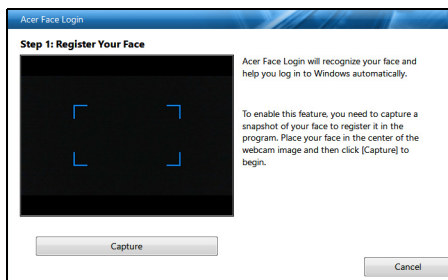 Acer Face Login
Step 1: Register Your Face
Acer Face Login will recognize your face and
help you log in to Windows automatically.
To enable this feature, you need to capture a
snapshot of your face to register it in the
program. Place your face in the center of the
webcam image and then click [Capture] to
begin.
Capture
Cancel